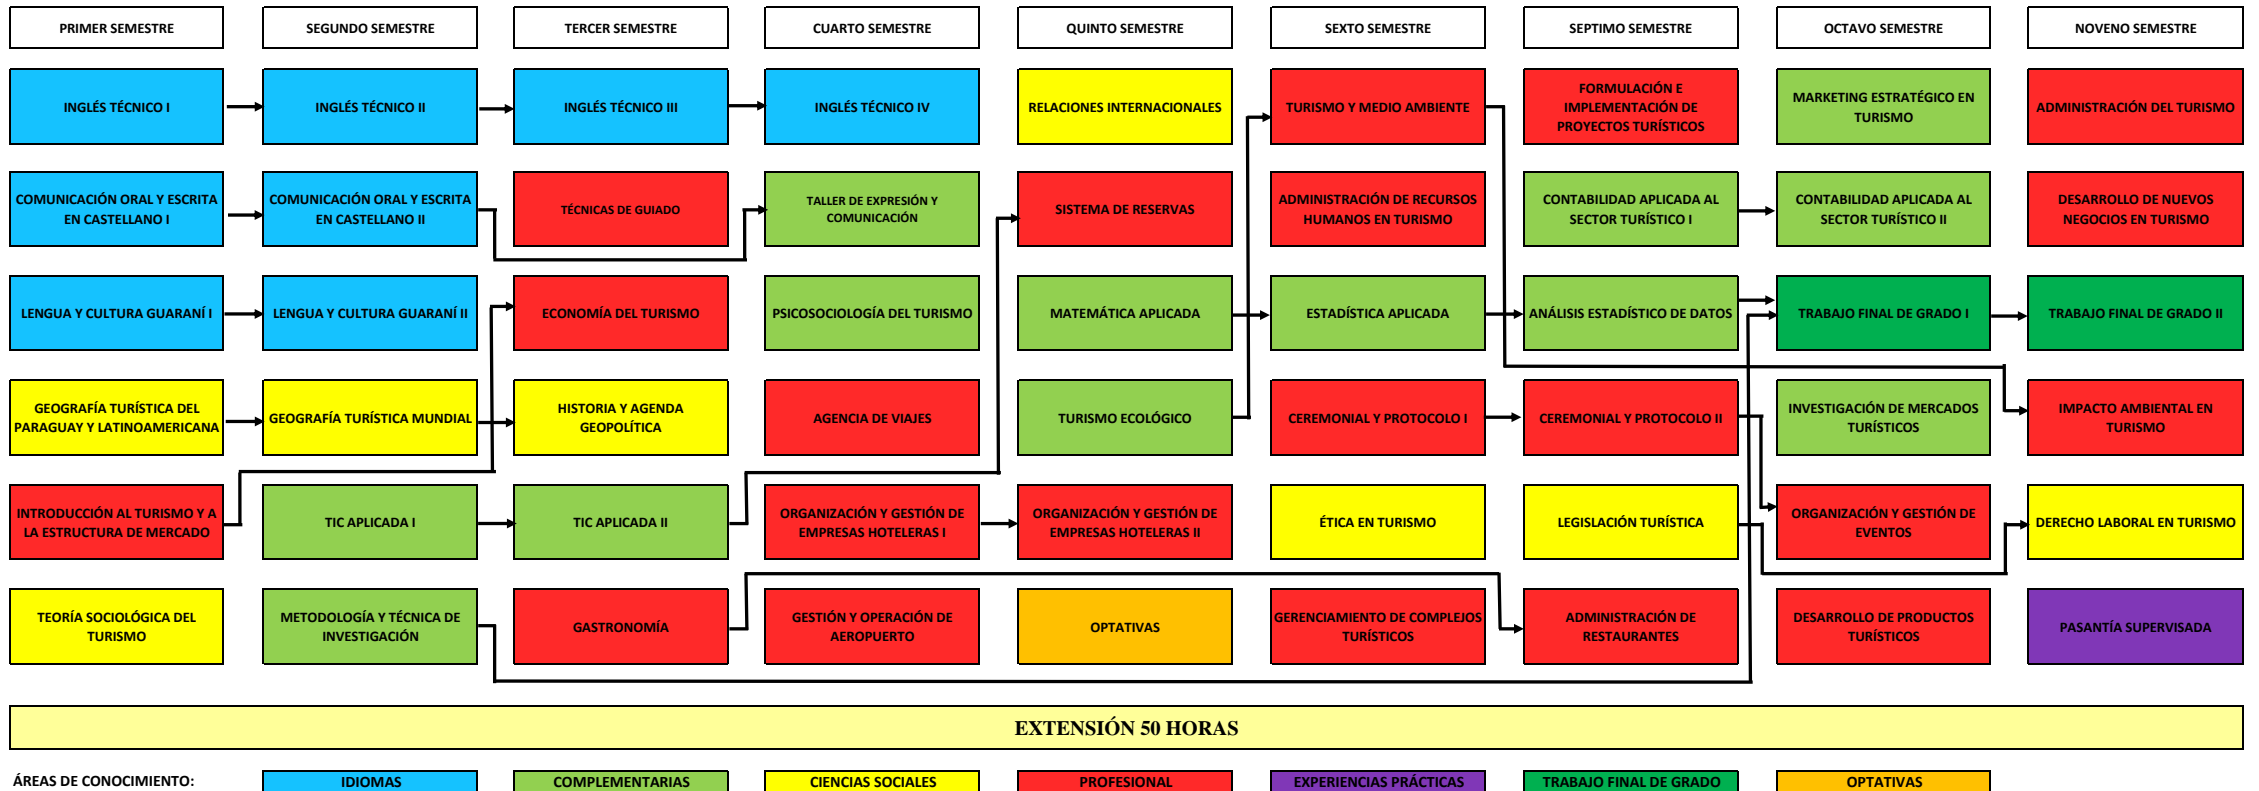 PRIMER SEMESTRE
SEGUNDO SEMESTRE
TERCER SEMESTRE
CUARTO SEMESTRE
QUINTO SEMESTRE
SEXTO SEMESTRE
SEPTIMO SEMESTRE
OCTAVO SEMESTRE
NOVENO SEMESTRE
INGLÉS TÉCNICO I
INGLÉS TÉCNICO II
INGLÉS TÉCNICO III
INGLÉS TÉCNICO IV
RELACIONES INTERNACIONALES
TURISMO Y MEDIO AMBIENTE
FORMULACIÓN E
IMPLEMENTACIÓN DE
PROYECTOS TURÍSTICOS
MARKETING ESTRATÉGICO EN
TURISMO
ADMINISTRACIÓN DEL TURISMO
COMUNICACIÓN ORAL Y ESCRITA
EN CASTELLANO I
COMUNICACIÓN ORAL Y ESCRITA
EN CASTELLANO II
TÉCNICAS DE GUIADO
TALLER DE EXPRESIÓN Y
COMUNICACIÓN
SISTEMA DE RESERVAS
ADMINISTRACIÓN DE RECURSOS
HUMANOS EN TURISMO
CONTABILIDAD APLICADA AL
SECTOR TURÍSTICO I
CONTABILIDAD APLICADA AL
SECTOR TURÍSTICO II
DESARROLLO DE NUEVOS
NEGOCIOS EN TURISMO
LENGUA Y CULTURA GUARANÍ I
LENGUA Y CULTURA GUARANÍ II
ECONOMÍA DEL TURISMO
PSICOSOCIOLOGÍA DEL TURISMO
MATEMÁTICA APLICADA
ESTADÍSTICA APLICADA
ANÁLISIS ESTADÍSTICO DE DATOS
TRABAJO FINAL DE GRADO I
TRABAJO FINAL DE GRADO II
GEOGRAFÍA TURÍSTICA DEL
PARAGUAY Y LATINOAMERICANA
GEOGRAFÍA TURÍSTICA MUNDIAL
HISTORIA Y AGENDA
GEOPOLÍTICA
AGENCIA DE VIAJES
TURISMO ECOLÓGICO
CEREMONIAL Y PROTOCOLO I
CEREMONIAL Y PROTOCOLO II
INVESTIGACIÓN DE MERCADOS
TURÍSTICOS
IMPACTO AMBIENTAL EN
TURISMO
INTRODUCCIÓN AL TURISMO Y A
LA ESTRUCTURA DE MERCADO
TIC APLICADA I
TIC APLICADA II
ORGANIZACIÓN Y GESTIÓN DE
EMPRESAS HOTELERAS I
ORGANIZACIÓN Y GESTIÓN DE
EMPRESAS HOTELERAS II
ÉTICA EN TURISMO
LEGISLACIÓN TURÍSTICA
ORGANIZACIÓN Y GESTIÓN DE
EVENTOS
DERECHO LABORAL EN TURISMO
TEORÍA SOCIOLÓGICA DEL
TURISMO
METODOLOGÍA Y TÉCNICA DE
INVESTIGACIÓN
GASTRONOMÍA
GESTIÓN Y OPERACIÓN DE
AEROPUERTO
OPTATIVAS
GERENCIAMIENTO DE COMPLEJOS
TURÍSTICOS
ADMINISTRACIÓN DE
RESTAURANTES
DESARROLLO DE PRODUCTOS
TURÍSTICOS
PASANTÍA SUPERVISADA
EXTENSIÓN 50 HORAS
ÁREAS DE CONOCIMIENTO:
IDIOMAS
COMPLEMENTARIAS
CIENCIAS SOCIALES
PROFESIONAL
EXPERIENCIAS PRÁCTICAS
TRABAJO FINAL DE GRADO
OPTATIVAS